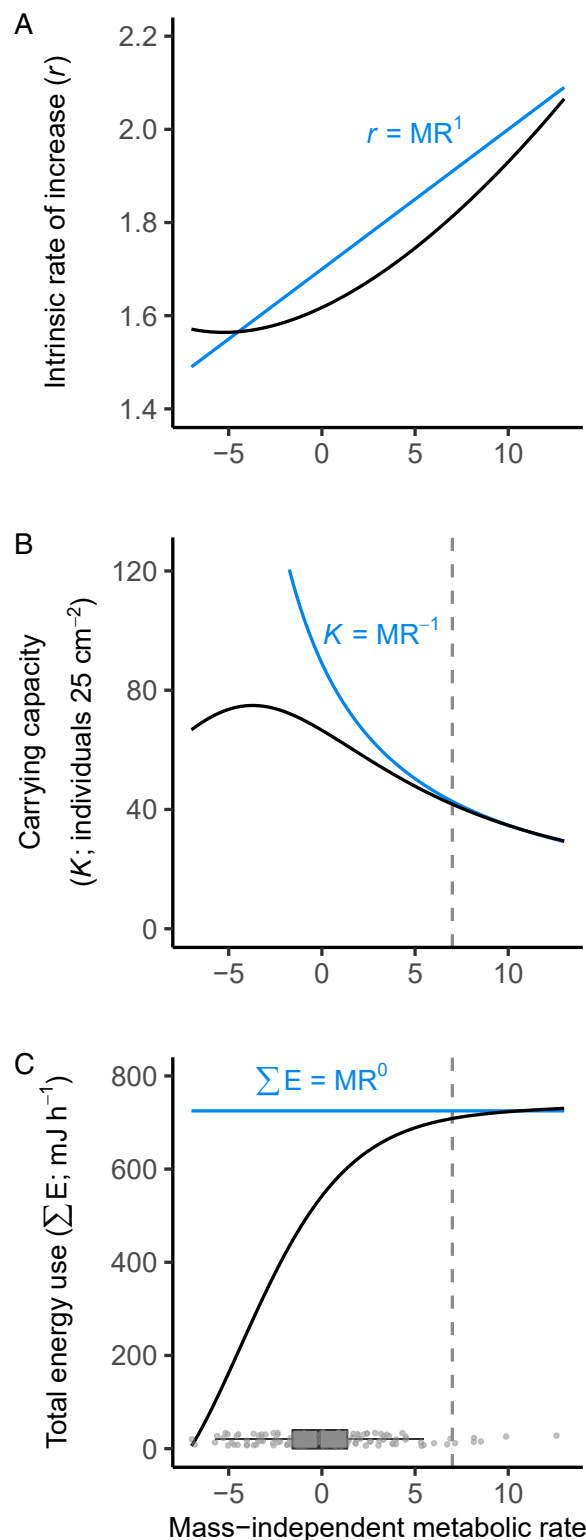 A
Intrinsic rate of increase (r)
2.2
2.0
1.8
1.6
1.4
r = MR¹
−5 0 5 10
B
Carrying capacity
(K; individuals 25 cm⁻²)
120
80
40
0
K = MR⁻¹
−5 0 5 10
C
Total energy use (∑ E; mJ h⁻¹)
800
600
400
200
0
∑ E = MR⁰
−5 0 5 10
Mass−independent metabolic rate